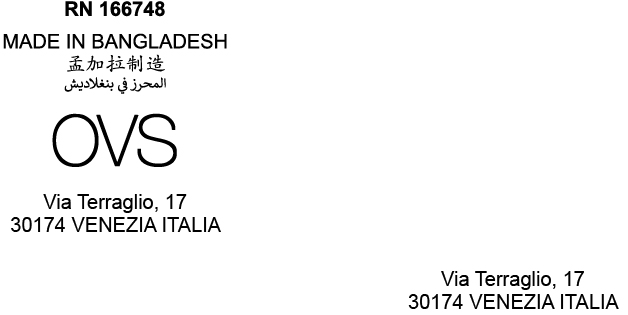 RN 166748
MADE IN BANGLADESH
孟加拉制造
المحرز في بنغلاديش
OVS
Via Terraglio, 17
30174 VENEZIA ITALIA
Via Terraglio, 17
30174 VENEZIA ITALIA